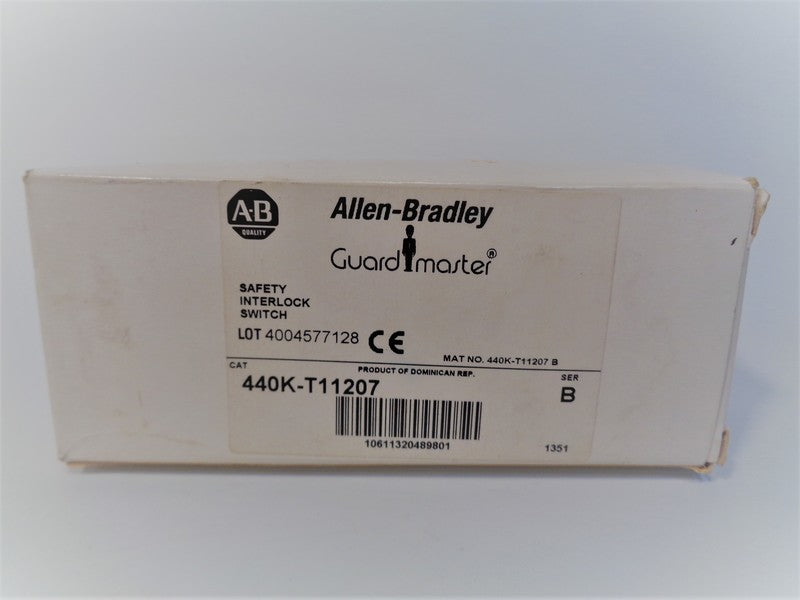 A-B
QUALITY
Allen-Bradley
Guardmaster®
SAFETY
INTERLOCK
SWITCH
LOT 4004577128 CE
MAT NO. 440K-T11207 B
PRODUCT OF DOMINICAN REP.
CAT
SER
440K-T11207
B
10611320489801
1351